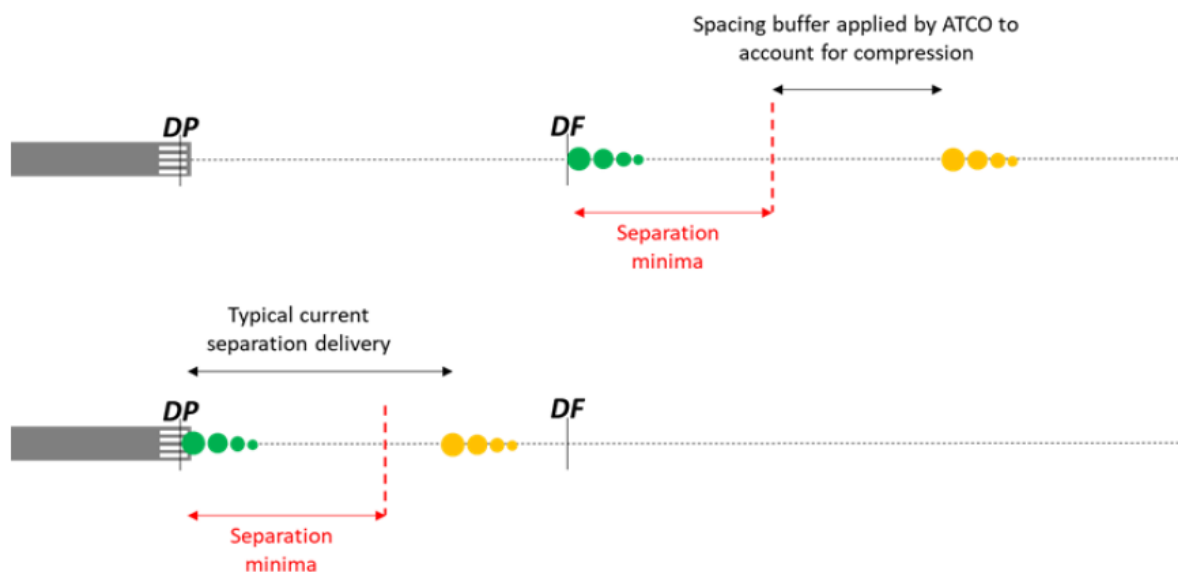 Spacing buffer applied by ATCO to
account for compression
DP
DF
Separation
minima
Typical current
separation delivery
DP
DF
Separation
minima